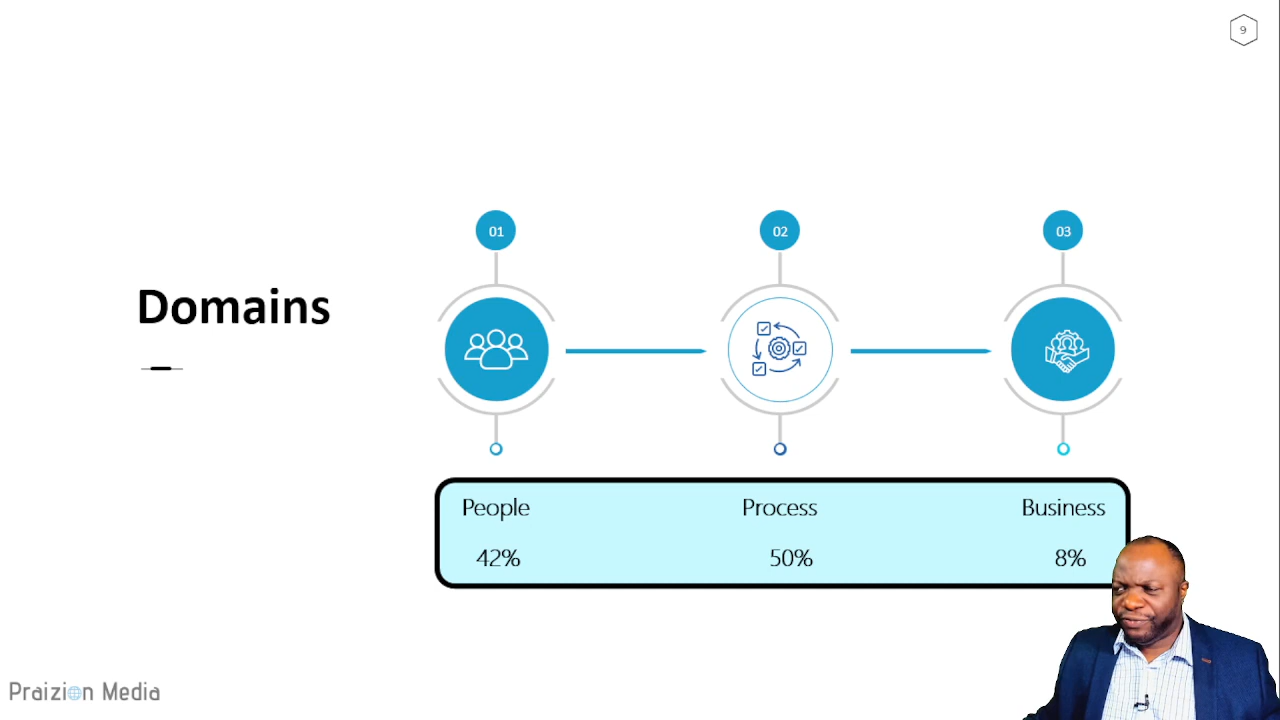 9
01
02
03
Domains
People Process Business
42% 50% 8%
Praizion Media